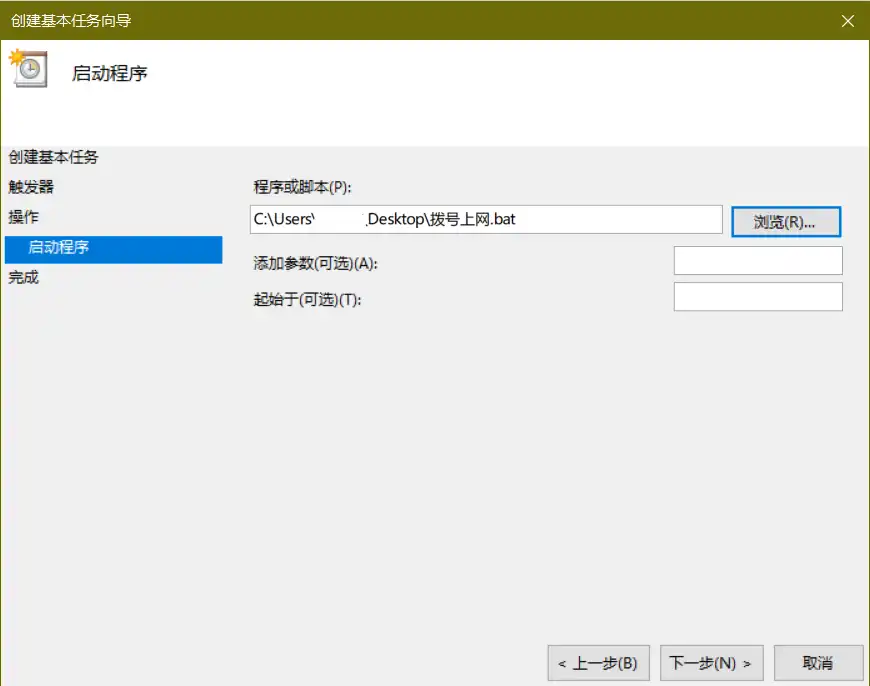 创建基本任务向导
启动程序
创建基本任务
触发器
操作
启动程序
完成
程序或脚本(P):
C:\Users\ Desktop\拨号上网.bat
浏览(R)...
添加参数(可选)(A):
起始于(可选)(T):
< 上一步(B)
下一步(N) >
取消